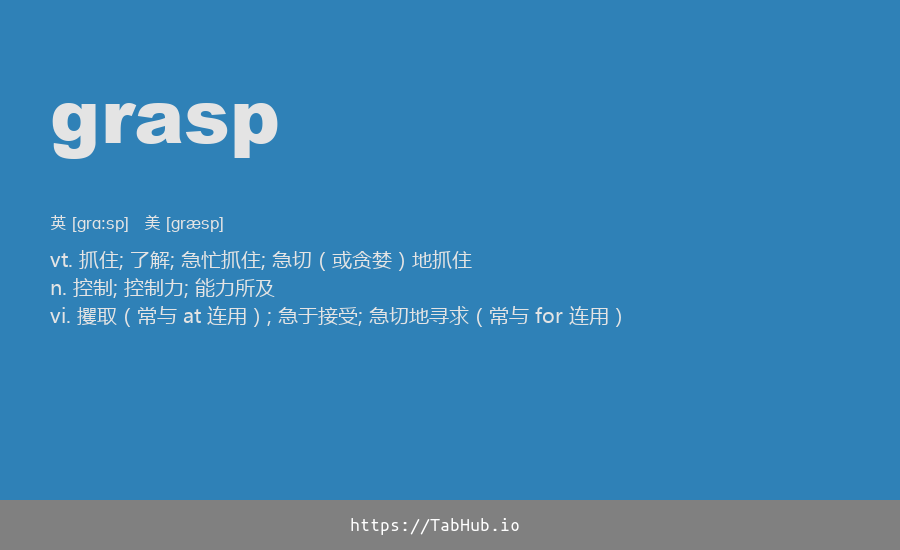 grasp
英 [grɑ:sp] 美 [græsp]
vt. 抓住; 了解; 急忙抓住; 急切（或贪婪）地抓住
n. 控制; 控制力; 能力所及
vi. 攫取（常与 at 连用）; 急于接受; 急切地寻求（常与 for 连用）
https://TabHub.io